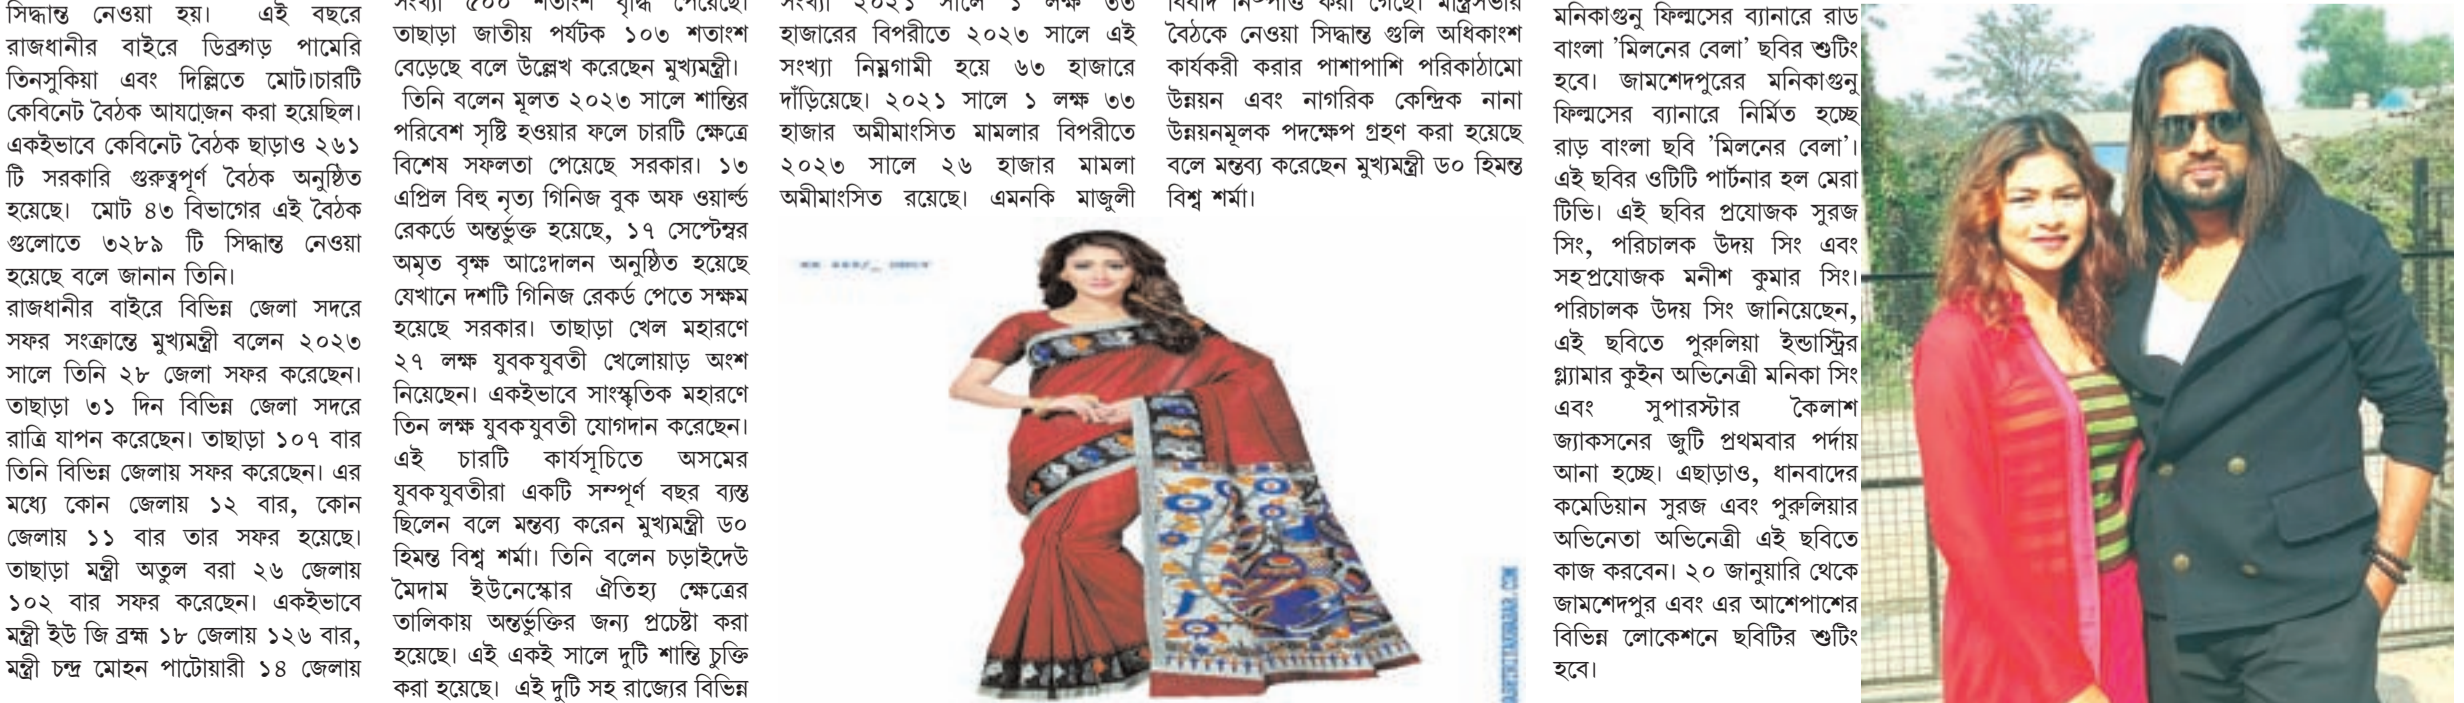 সিদ্ধান্ত নেওয়া হয়। এই বছরে
রাজধানীর বাইরে ডিব্রুগড় পামেরি
তিনসুকিয়া এবং দিল্লিতে মোট।চারটি
কেবিনেট বৈঠক আযো়জন করা হয়েছিল।
একইভাবে কেবিনেট বৈঠক ছাড়াও ২৬১
টি সরকারি গুরুত্বপূর্ণ বৈঠক অনুষ্ঠিত
হয়েছে। মোট ৪৩ বিভাগের এই বৈঠক
গুলোতে ৩২৮৯ টি সিদ্ধান্ত নেওয়া
হয়েছে বলে জানান তিনি।
রাজধানীর বাইরে বিভিন্ন জেলা সদরে
সফর সংক্রান্তে মুখ্যমন্ত্রী বলেন ২০২৩
সালে তিনি ২৮ জেলা সফর করেছেন।
তাছাড়া ৩১ দিন বিভিন্ন জেলা সদরে
রাত্রি যাপন করেছেন। তাছাড়া ১০৭ বার
তিনি বিভিন্ন জেলায় সফর করেছেন। এর
মধ্যে কোন জেলায় ১২ বার, কোন
জেলায় ১১ বার তার সফর হয়েছে।
তাছাড়া মন্ত্রী অতুল বরা ২৬ জেলায়
১০২ বার সফর করেছেন। একইভাবে
মন্ত্রী ইউ জি ব্রহ্ম ১৮ জেলায় ১২৬ বার,
মন্ত্রী চন্দ্র মোহন পাটোয়ারী ১৪ জেলায়
সংখ্যা ৫০০ শতাংশ বৃদ্ধি পেয়েছে।
তাছাড়া জাতীয় পর্যটক ১০৩ শতাংশ
বেড়েছে বলে উল্লেখ করেছেন মুখ্যমন্ত্রী।
তিনি বলেন মূলত ২০২৩ সালে শান্তির
পরিবেশ সৃষ্টি হওয়ার ফলে চারটি ক্ষেত্রে
বিশেষ সফলতা পেয়েছে সরকার। ১৩
এপ্রিল বিহু নৃত্য গিনিজ বুক অফ ওয়ার্ল্ড
রেকর্ডে অন্তর্ভুক্ত হয়েছে, ১৭ সেপ্টেম্বর
অমৃত বৃক্ষ আঃেদালন অনুষ্ঠিত হয়েছে
যেখানে দশটি গিনিজ রেকর্ড পেতে সক্ষম
হয়েছে সরকার। তাছাড়া খেল মহারণে
২৭ লক্ষ যুবকযুবতী খেলোয়াড় অংশ
নিয়েছেন। একইভাবে সাংস্কৃতিক মহারণে
তিন লক্ষ যুবকযুবতী যোগদান করেছেন।
এই চারটি কার্যসূচিতে অসমের
যুবকযুবতীরা একটি সম্পূর্ণ বছর ব্যস্ত
ছিলেন বলে মন্তব্য করেন মুখ্যমন্ত্রী ড০
হিমন্ত বিশ্ব শর্মা। তিনি বলেন চড়াইদেউ
মৈদাম ইউনেস্কোর ঐতিহ্য ক্ষেত্রের
তালিকায় অন্তর্ভুক্তির জন্য প্রচেষ্টা করা
হয়েছে। এই একই সালে দুটি শান্তি চুক্তি
করা হয়েছে। এই দুটি সহ রাজ্যের বিভিন্ন
সংখ্যা ২০২১ সালে ১ লক্ষ ৩৩
হাজারের বিপরীতে ২০২৩ সালে এই
সংখ্যা নিম্নগামী হয়ে ৬৩ হাজারে
দাঁড়িয়েছে। ২০২১ সালে ১ লক্ষ ৩৩
হাজার অমীমাংসিত মামলার বিপরীতে
২০২৩ সালে ২৬ হাজার মামলা
অমীমাংসিত রয়েছে। এমনকি মাজুলী
বিবাদ নিষ্পত্তি করা গেছে। মন্ত্রিসভার
বৈঠকে নেওয়া সিদ্ধান্ত গুলি অধিকাংশ
কার্যকরী করার পাশাপাশি পরিকাঠামো
উন্নয়ন এবং নাগরিক কেন্দ্রিক নানা
উন্নয়নমূলক পদক্ষেপ গ্রহণ করা হয়েছে
বলে মন্তব্য করেছেন মুখ্যমন্ত্রী ড০ হিমন্ত
বিশ্ব শর্মা।
মনিকাগুনু ফিল্মসের ব্যানারে রাড
বাংলা 'মিলনের বেলা' ছবির শুটিং
হবে। জামশেদপুরের মনিকাগুনু
ফিল্মসের ব্যানারে নির্মিত হচ্ছে
রাড় বাংলা ছবি 'মিলনের বেলা'।
এই ছবির ওটিটি পার্টনার হল মেরা
টিভি। এই ছবির প্রযোজক সুরজ
সিং, পরিচালক উদয় সিং এবং
সহপ্রযোজক মনীশ কুমার সিং।
পরিচালক উদয় সিং জানিয়েছেন,
এই ছবিতে পুরুলিয়া ইন্ডাস্ট্রির
গ্ল্যামার কুইন অভিনেত্রী মনিকা সিং
এবং সুপারস্টার কৈলাশ
জ্যাকসনের জুটি প্রথমবার পর্দায়
আনা হচ্ছে। এছাড়াও, ধানবাদের
কমেডিয়ান সুরজ এবং পুরুলিয়ার
অভিনেতা অভিনেত্রী এই ছবিতে
কাজ করবেন। ২০ জানুয়ারি থেকে
জামশেদপুর এবং এর আশেপাশের
বিভিন্ন লোকেশনে ছবিটির শুটিং
হবে।